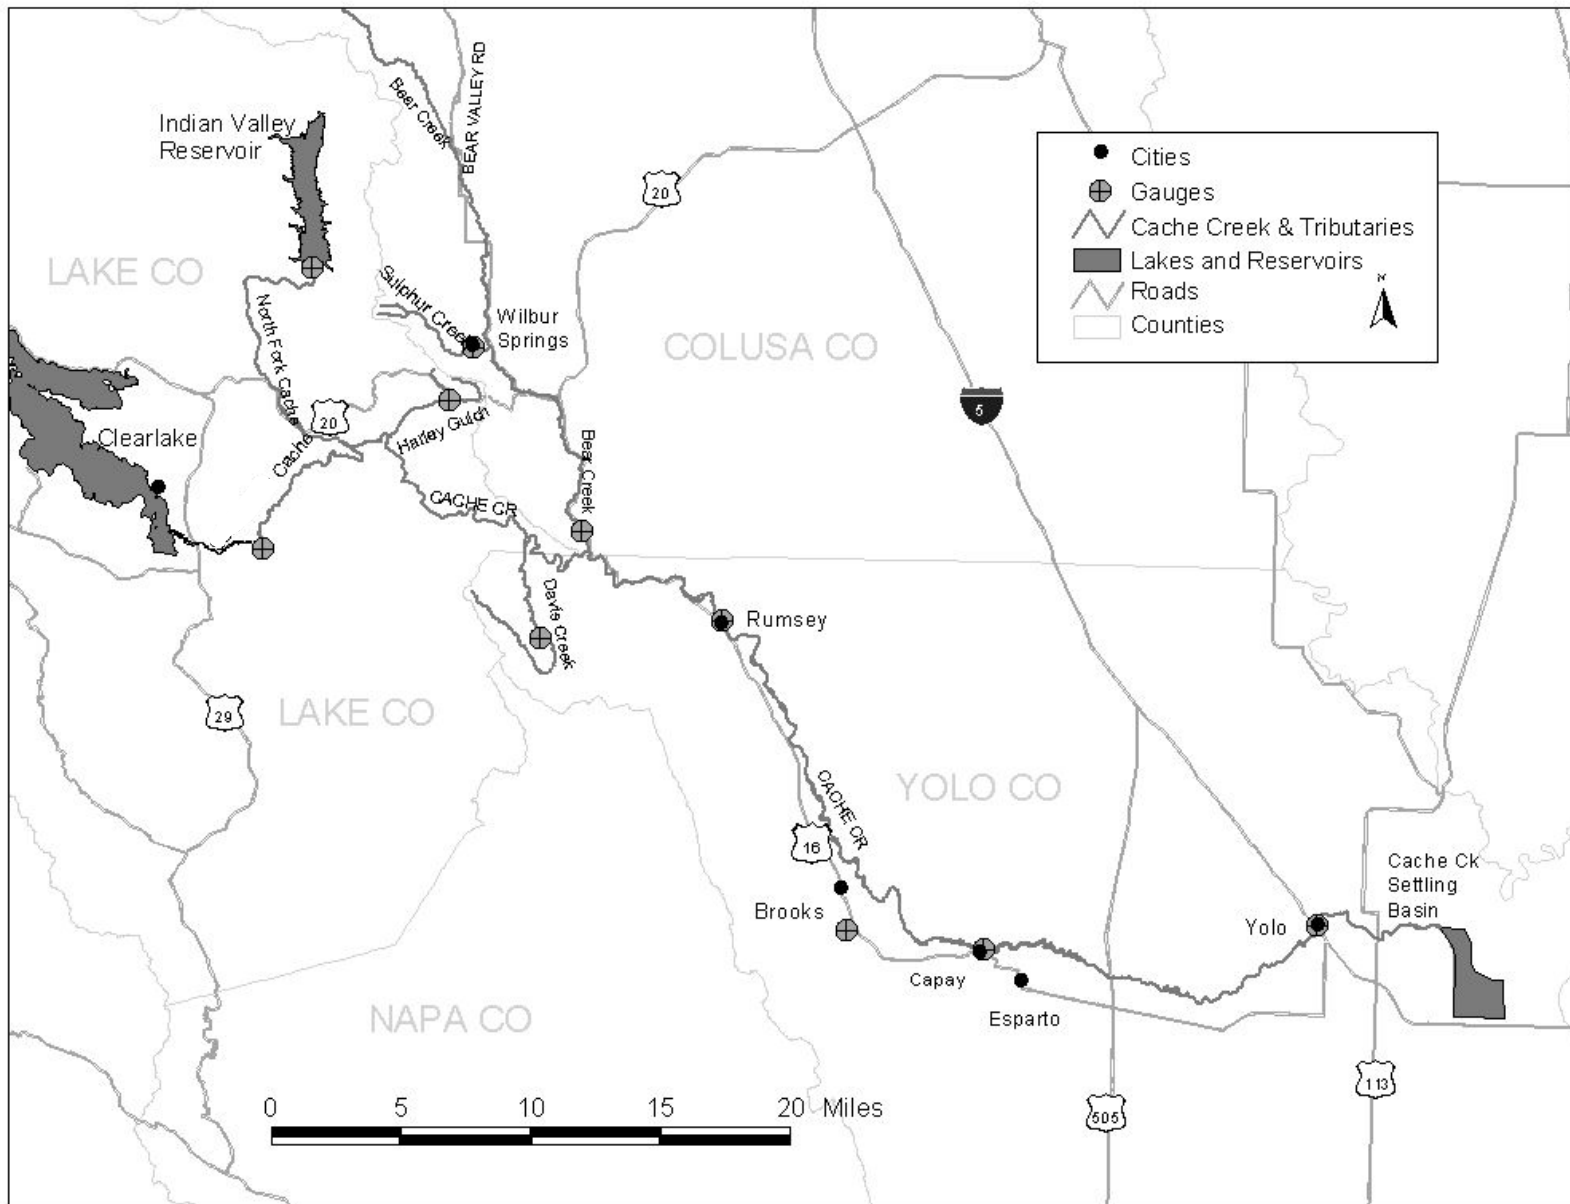 Bear Creek
BEAR VALLEY RD
Indian Valley
Reservoir
Cities
Gauges
Cache Creek & Tributaries
Lakes and Reservoirs
Roads
Counties
N
20
LAKE CO
Sulphur Creek
North Fork Cache
Wilbur
Springs
COLUSA CO
5
20
Harley Gulch
Clearlake
Cache
Bear Creek
CACHE CR
Davis Creek
Rumsey
29
LAKE CO
YOLO CO
CACHE CR
16
Cache Ck
Settling
Basin
Brooks
Yolo
Capay
Esparto
NAPA CO
113
505
0 5 10 15 20 Miles